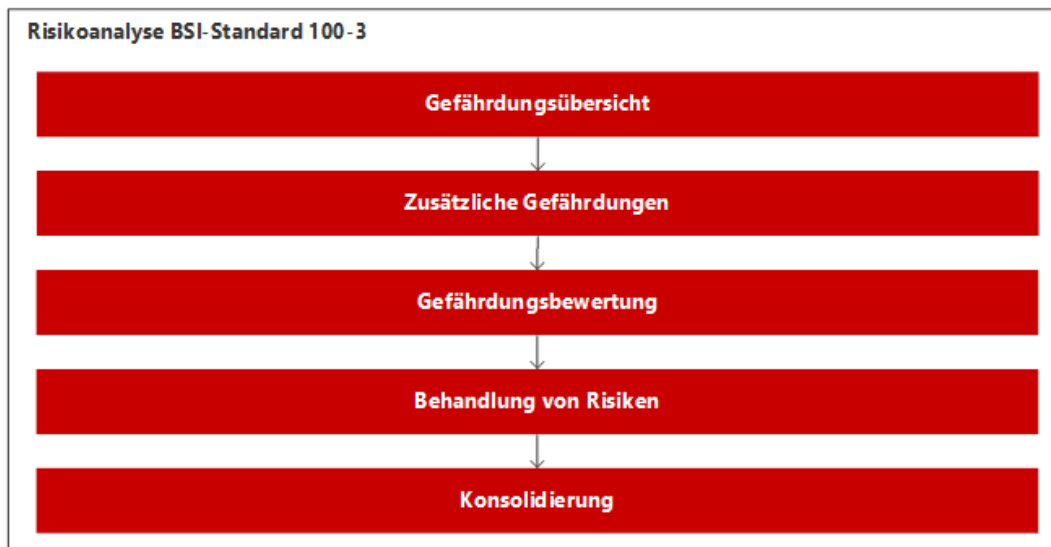 Risikoanalyse BSI-Standard 100-3
Gefährdungsübersicht
Zusätzliche Gefährdungen
Gefährdungsbewertung
Behandlung von Risiken
Konsolidierung